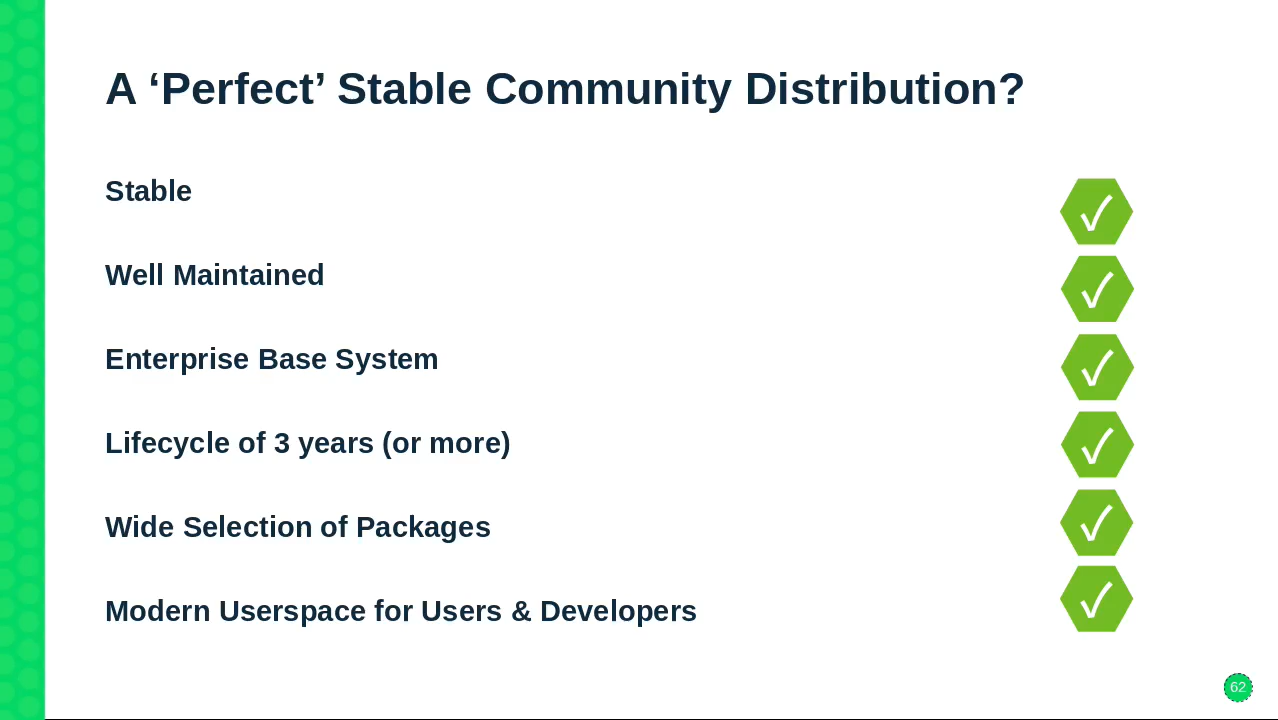 A ‘Perfect’ Stable Community Distribution?
Stable
Well Maintained
Enterprise Base System
Lifecycle of 3 years (or more)
Wide Selection of Packages
Modern Userspace for Users & Developers
62